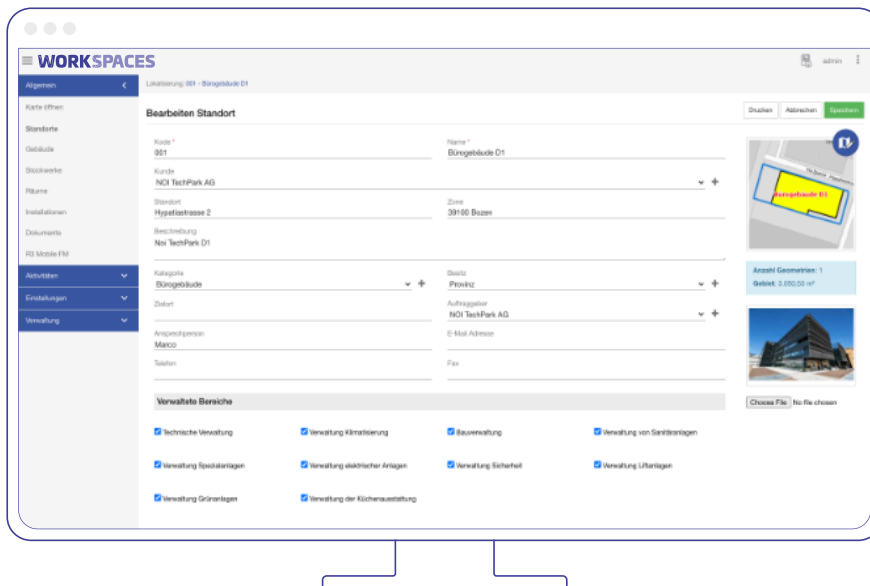 WORKSPACES
admin
Allgemein
Lokalisierung: 001 - Bürogebäude D1
Karte öffnen
Standorte
Gebäude
Stockwerke
Räume
Installationen
Dokumente
R3 Mobile FM
Aktivitäten
Einstellungen
Verwaltung
Bearbeiten Standort
Drucken
Abbrechen
Speichern
Kode *
001
Name *
Bürogebäude D1
Kunde
NOI TechPark AG
Standort
Hypatiastrasse 2
Zone
39100 Bozen
Beschreibung
Noi TechPark D1
Kategorie
Bürogebäude
Besitz
Provinz
Zielort
Auftraggeber
NOI TechPark AG
Ansprechperson
Marco
E-Mail Adresse
Telefon
Fax
Bürogebäude D1
Anzahl Geometrien: 1
Gebiet: 3.050,50 m²
Choose File No file chosen
Verwaltete Bereiche
Technische Verwaltung
Verwaltung Klimatisierung
Bauverwaltung
Verwaltung von Sanitäranlagen
Verwaltung Spezialanlagen
Verwaltung elektrischer Anlagen
Verwaltung Sicherheit
Verwaltung Liftanlagen
Verwaltung Grünanlagen
Verwaltung der Küchenausstattung